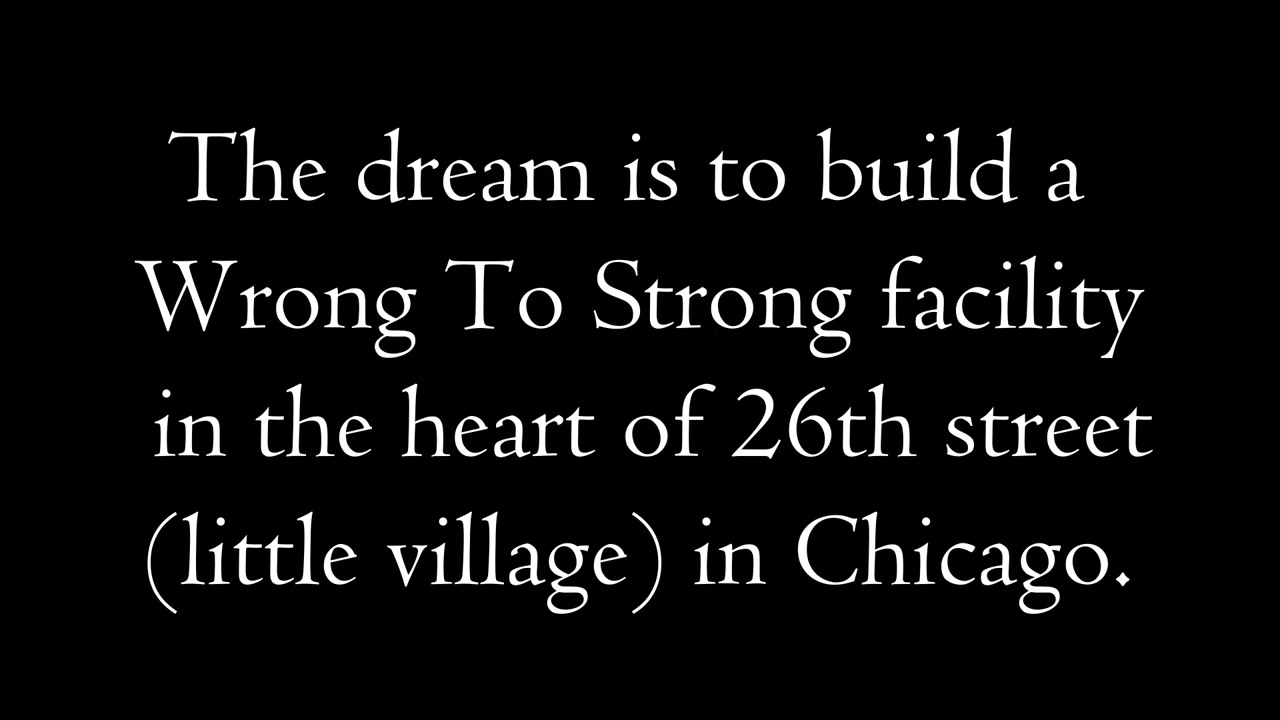 The dream is to build a
Wrong To Strong facility
in the heart of 26th street
(little village) in Chicago.